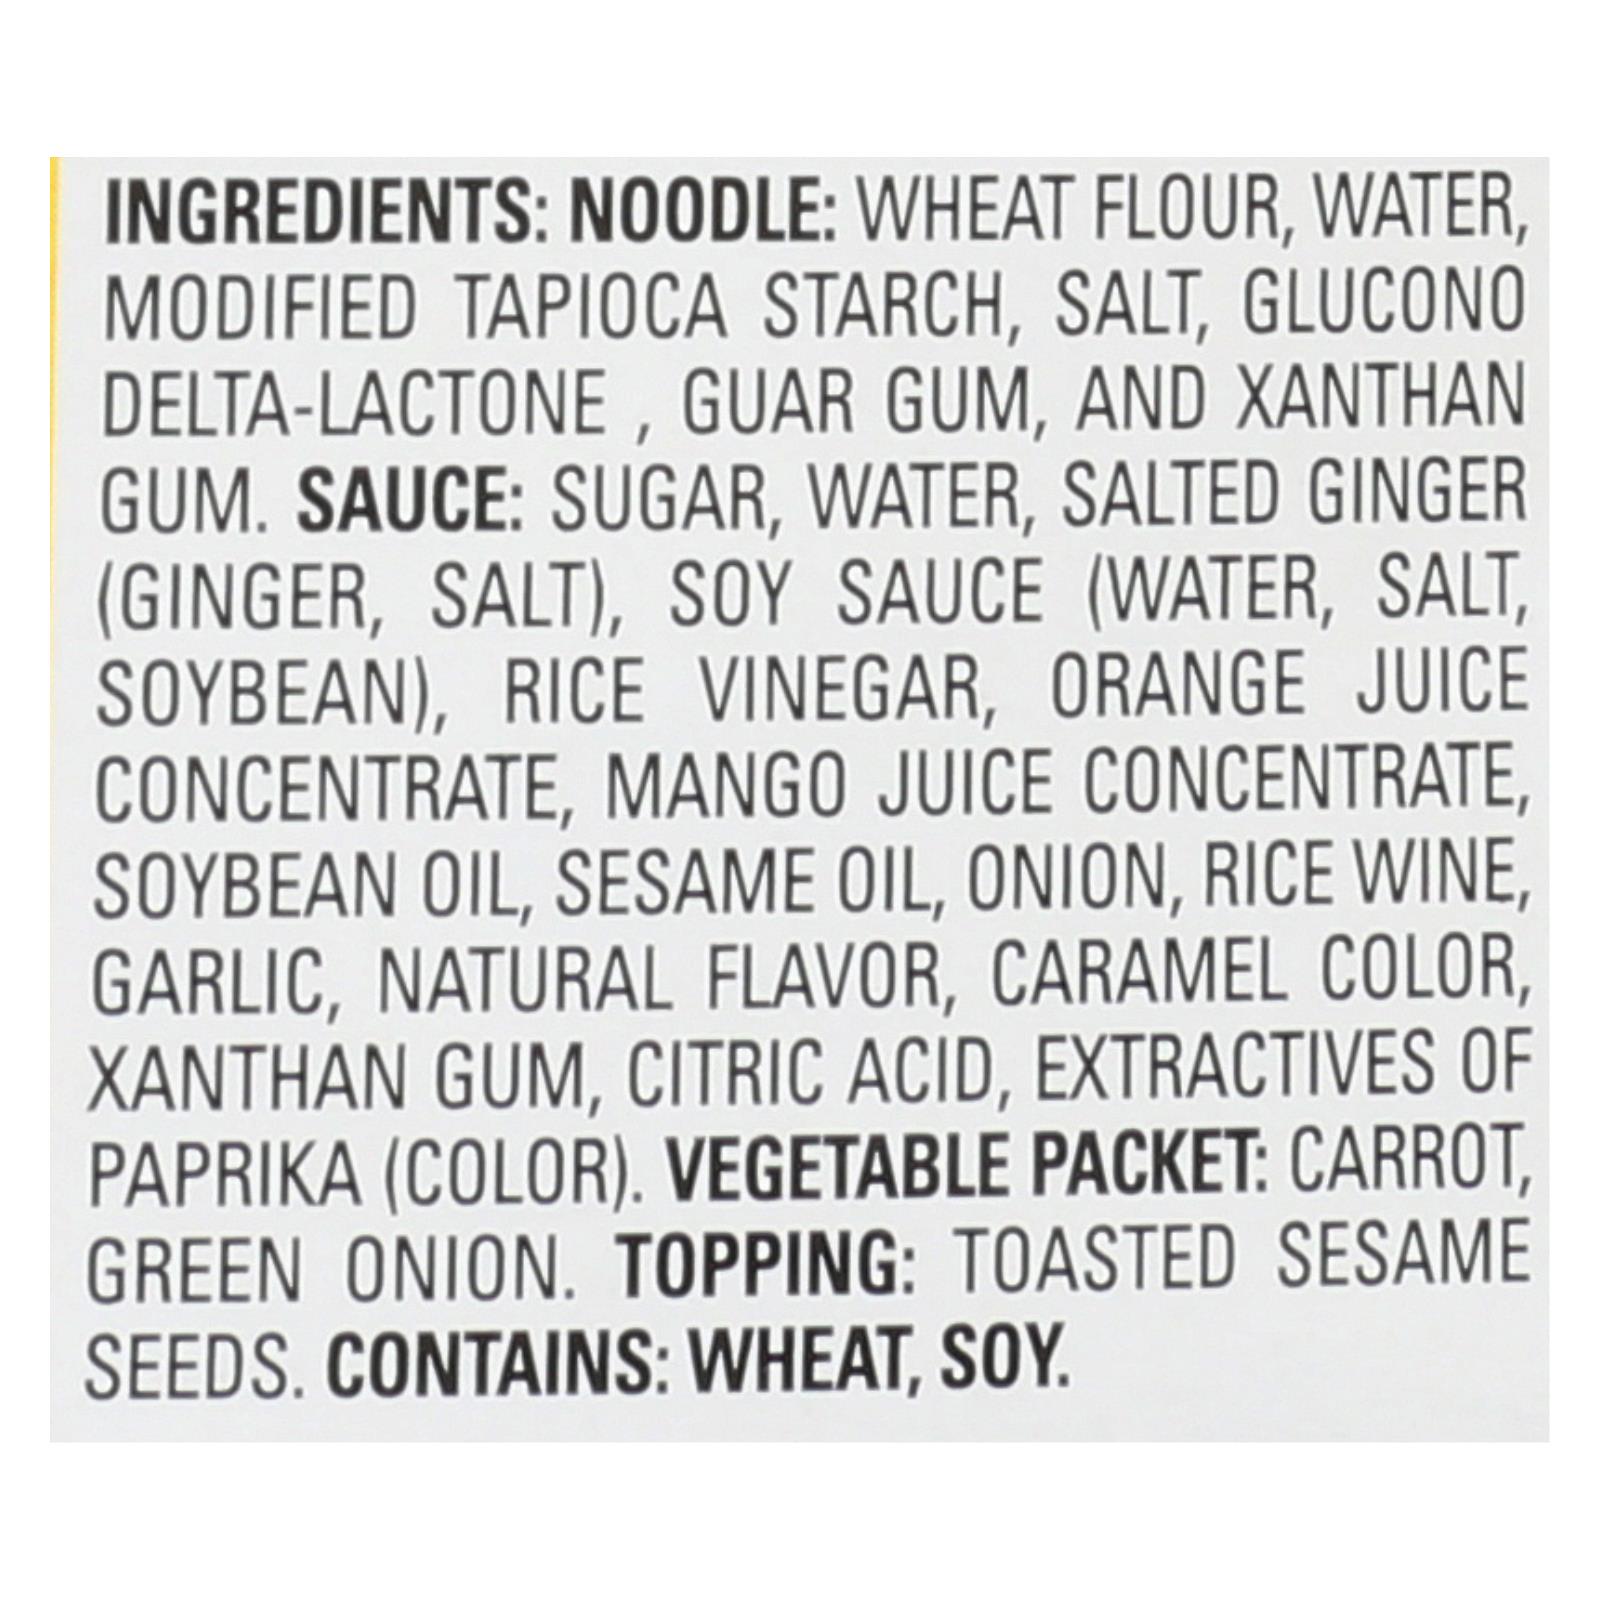 INGREDIENTS: NOODLE: WHEAT FLOUR, WATER,
MODIFIED TAPIOCA STARCH, SALT, GLUCONO
DELTA-LACTONE , GUAR GUM, AND XANTHAN
GUM. SAUCE: SUGAR, WATER, SALTED GINGER
(GINGER, SALT), SOY SAUCE (WATER, SALT,
SOYBEAN), RICE VINEGAR, ORANGE JUICE
CONCENTRATE, MANGO JUICE CONCENTRATE,
SOYBEAN OIL, SESAME OIL, ONION, RICE WINE,
GARLIC, NATURAL FLAVOR, CARAMEL COLOR,
XANTHAN GUM, CITRIC ACID, EXTRACTIVES OF
PAPRIKA (COLOR). VEGETABLE PACKET: CARROT,
GREEN ONION. TOPPING: TOASTED SESAME
SEEDS. CONTAINS: WHEAT, SOY.